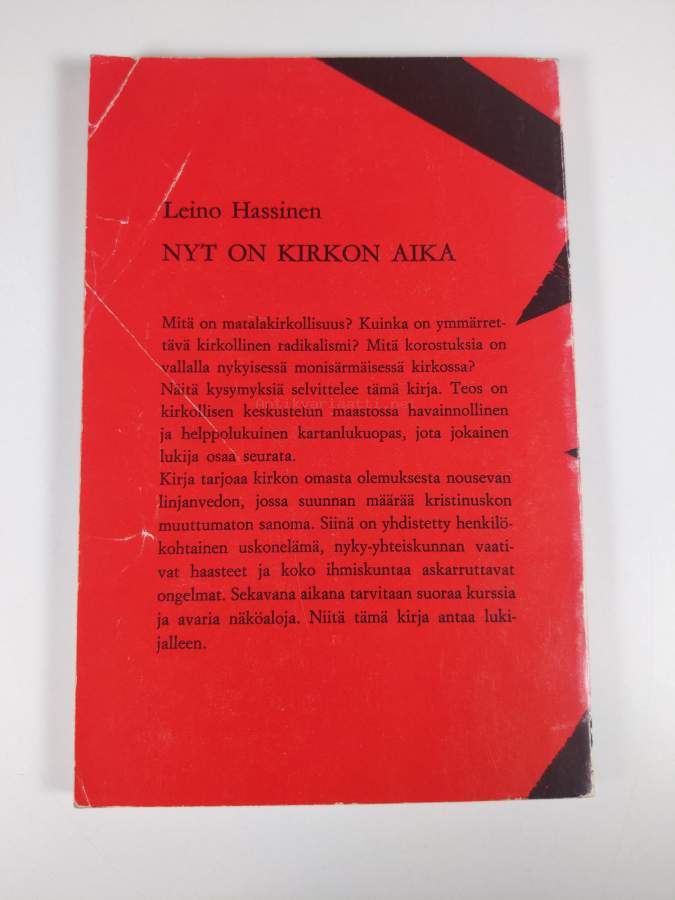 Leino Hassinen
NYT ON KIRKON AIKA
Mitä on matalakirkollisuus? Kuinka on ymmärret-
tävä kirkollinen radikalismi? Mitä korostuksia on
vallalla nykyisessä monisärmäisessä kirkossa?
Näitä kysymyksiä selvittelee tämä kirja. Teos on
antikvariaatti.net
kirkollisen keskustelun maastossa havainnollinen
ja helppolukuinen kartanlukuopas, jota jokainen
lukija osaa seurata.
Kirja tarjoaa kirkon omasta olemuksesta nousevan
linjanvedon, jossa suunnan määrää kristinuskon
muuttumaton sanoma. Siinä on yhdistetty henkilö-
kohtainen uskonelämä, nyky-yhteiskunnan vaati-
vat haasteet ja koko ihmiskuntaa askarruttavat
ongelmat. Sekavana aikana tarvitaan suoraa kurssia
ja avaria näköaloja. Niitä tämä kirja antaa luki-
jalleen.